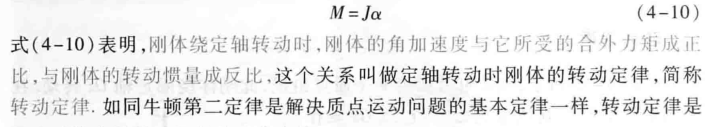 M = Jα (4-10)
式(4-10)表明,刚体绕定轴转动时,刚体的角加速度与它所受的合外力矩成正
比,与刚体的转动惯量成反比,这个关系叫做定轴转动时刚体的转动定律,简称
转动定律. 如同牛顿第二定律是解决质点运动问题的基本定律一样,转动定律是